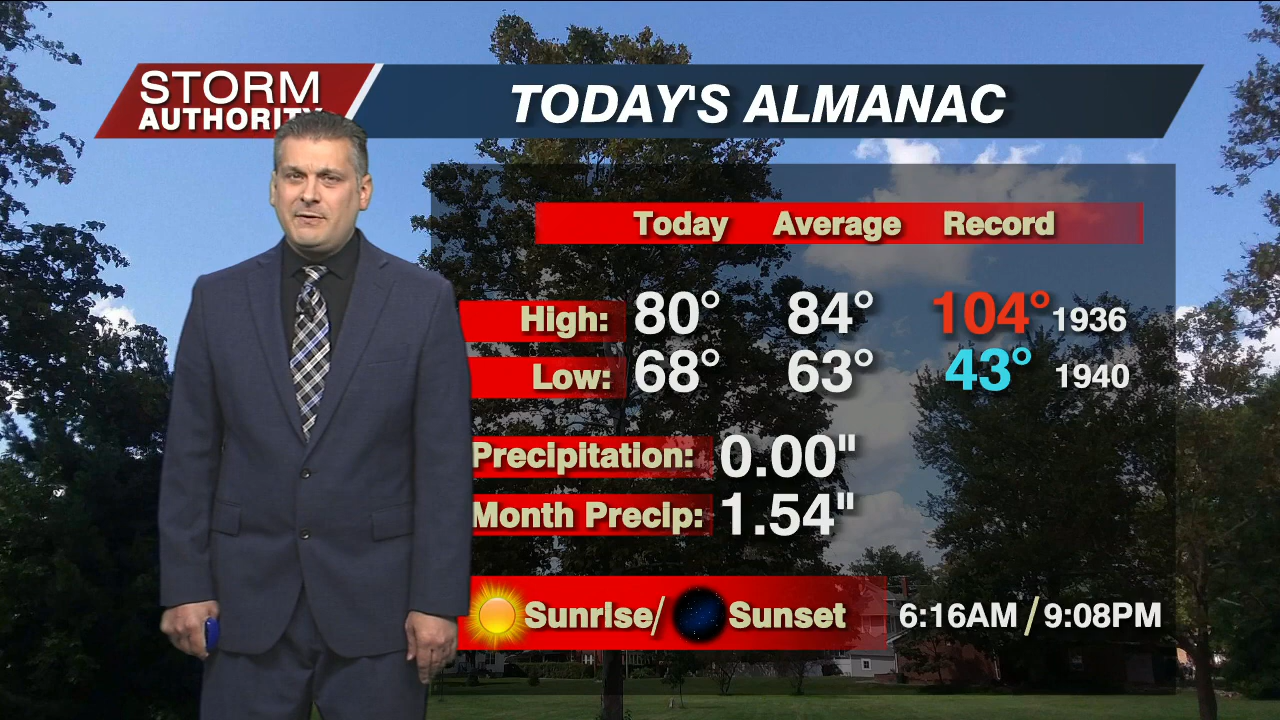 STORM
AUTHORITY
TODAY'S ALMANAC
Today Average Record
High: 80° 84° 104° 1936
Low: 68° 63° 43° 1940
Precipitation: 0.00"
Month Precip: 1.54"
Sunrise/ Sunset 6:16AM / 9:08PM